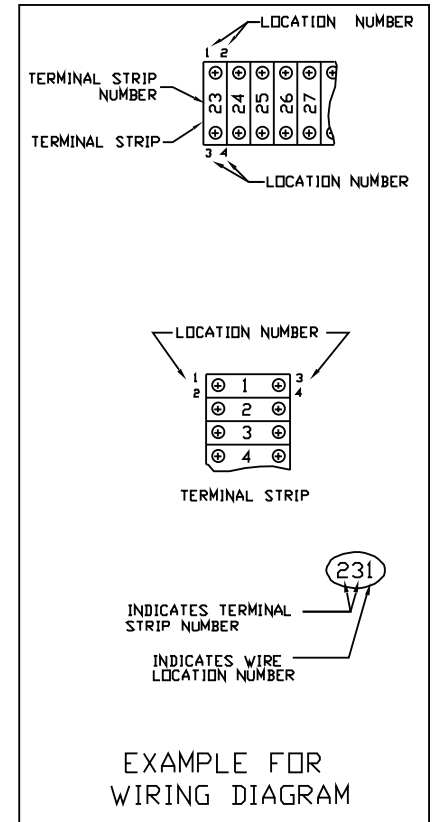 LOCATION NUMBER
1 2
TERMINAL STRIP
NUMBER
23 24 25 26 27
TERMINAL STRIP
3 4
LOCATION NUMBER
LOCATION NUMBER
1 1 3
2 4
2
3
4
TERMINAL STRIP
231
INDICATES TERMINAL
STRIP NUMBER
INDICATES WIRE
LOCATION NUMBER
EXAMPLE FOR
WIRING DIAGRAM